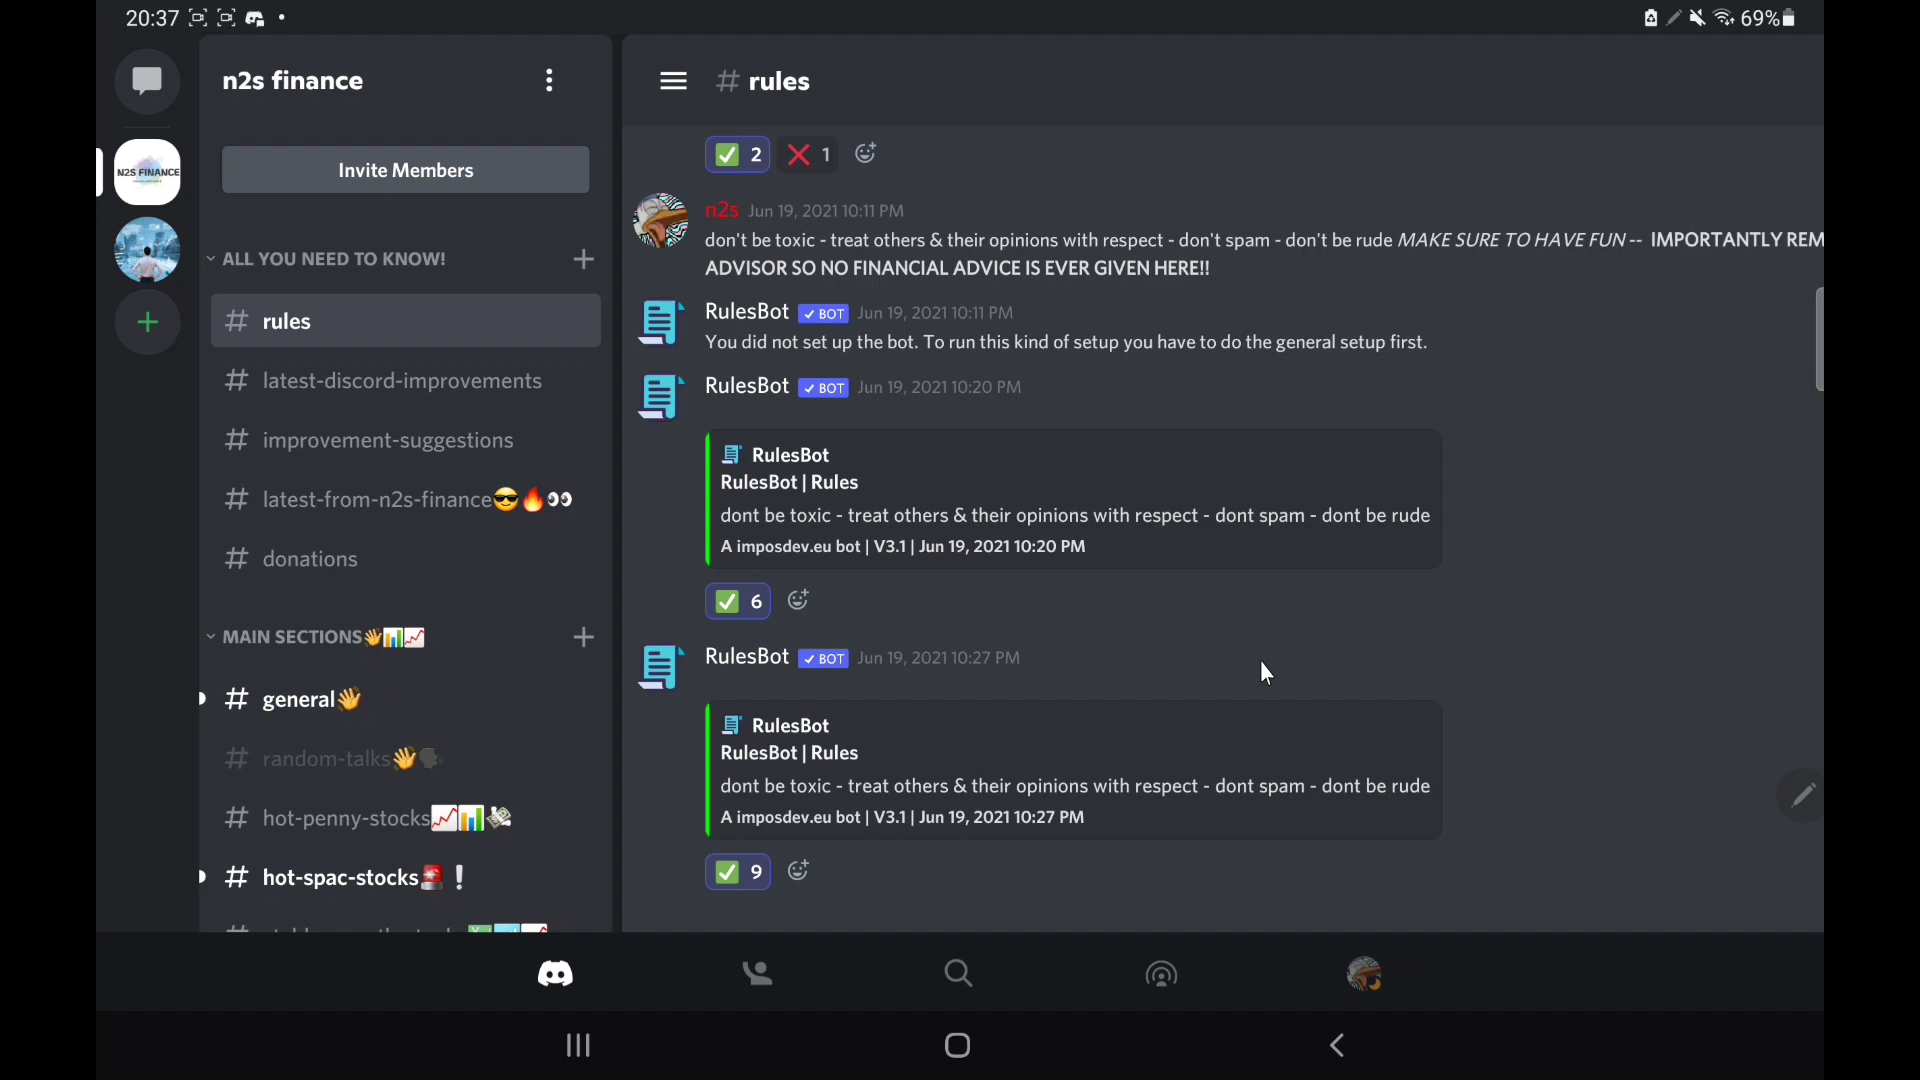 20:37
69%
n2s finance
# rules
N2S FINANCE
Invite Members
ALL YOU NEED TO KNOW!
# rules
# latest-discord-improvements
# improvement-suggestions
# latest-from-n2s-finance😎🔥👀
# donations
MAIN SECTIONS👋📊📈
# general👋
# random-talks👋🗣
# hot-penny-stocks📈📊💸
# hot-spac-stocks🚨❗
✅ 2 ❌ 1
n2s Jun 19, 2021 10:11 PM
don't be toxic - treat others & their opinions with respect - don't spam - don't be rude MAKE SURE TO HAVE FUN -- IMPORTANTLY REM
ADVISOR SO NO FINANCIAL ADVICE IS EVER GIVEN HERE!!
RulesBot ✓ BOT Jun 19, 2021 10:11 PM
You did not set up the bot. To run this kind of setup you have to do the general setup first.
RulesBot ✓ BOT Jun 19, 2021 10:20 PM
RulesBot
RulesBot | Rules
dont be toxic - treat others & their opinions with respect - dont spam - dont be rude
A imposdev.eu bot | V3.1 | Jun 19, 2021 10:20 PM
✅ 6
RulesBot ✓ BOT Jun 19, 2021 10:27 PM
RulesBot
RulesBot | Rules
dont be toxic - treat others & their opinions with respect - dont spam - dont be rude
A imposdev.eu bot | V3.1 | Jun 19, 2021 10:27 PM
✅ 9